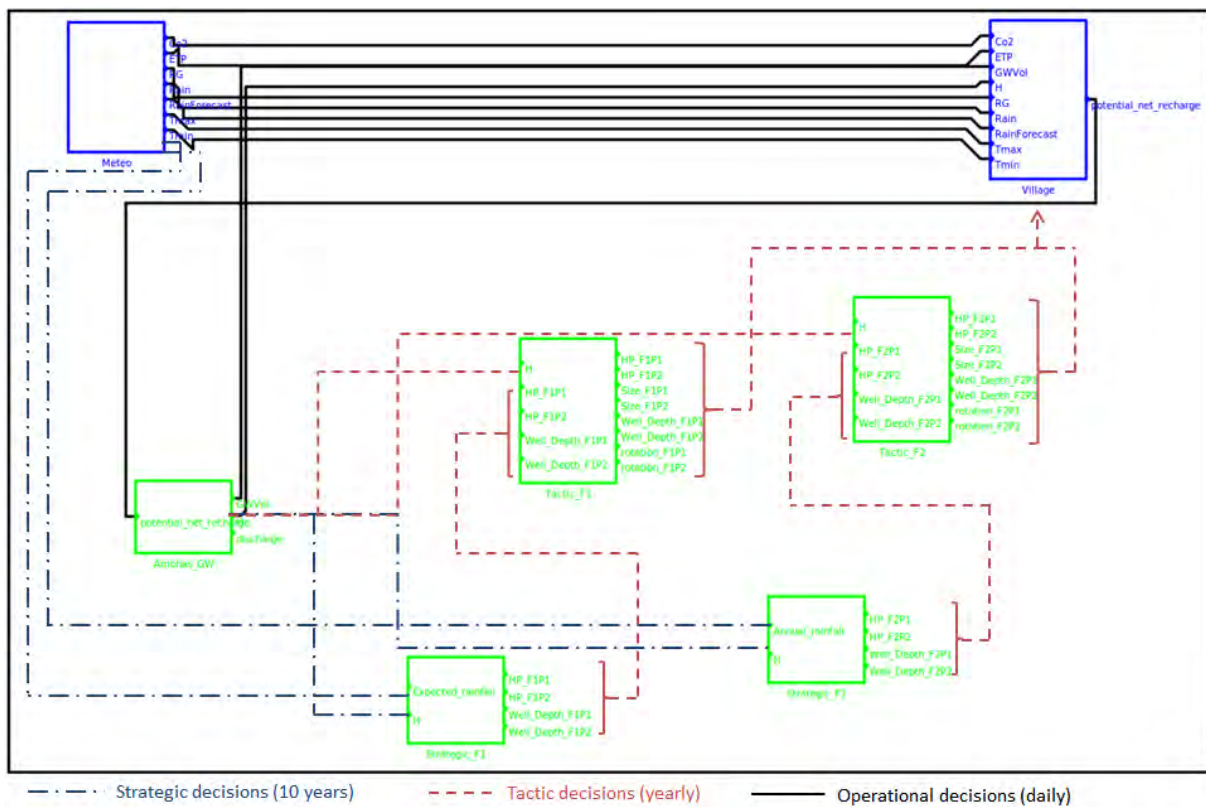 Co2
ETP
RG
Rain
RainForecast
Tmax
Tmin
Meteo
Co2
ETP
GWVol
H
RG
Rain
RainForecast
Tmax
Tmin
potential_net_recharge
Village
H
HP_F2P1
HP_F2P2
Well_Depth_F2P1
Well_Depth_F2P2
HP_F2P1
HP_F2P2
Size_F2P1
Size_F2P2
Well_Depth_F2P1
Well_Depth_F2P2
rotation_F2P1
rotation_F2P2
Tactic_F2
H
HP_F1P1
HP_F1P2
Well_Depth_F1P1
Well_Depth_F1P2
HP_F1P1
HP_F1P2
Size_F1P1
Size_F1P2
Well_Depth_F1P1
Well_Depth_F1P2
rotation_F1P1
rotation_F1P2
Tactic_F1
potential_net_recharge
GWVol
discharge
Ambhas_GW
Annual_rainfall
H
HP_F2P1
HP_F2P2
Well_Depth_F2P1
Well_Depth_F2P2
Strategic_F2
Expected_rainfall
H
HP_F1P1
HP_F1P2
Well_Depth_F1P1
Well_Depth_F1P2
Strategic_F1
Strategic decisions (10 years)
Tactic decisions (yearly)
Operational decisions (daily)